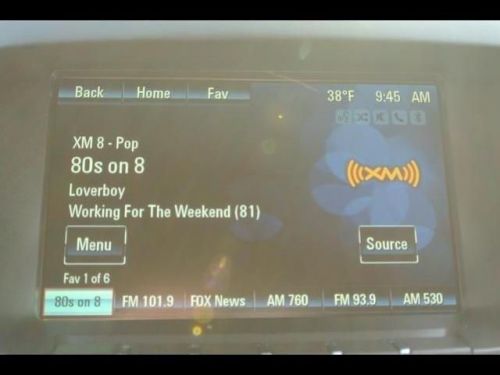 Back Home Fav 38°F 9:45 AM
XM 8 - Pop
80s on 8
((XM))
Loverboy
Working For The Weekend (81)
Menu Source
Fav 1 of 6
80s on 8 FM 101.9 FOX News AM 760 FM 93.9 AM 530